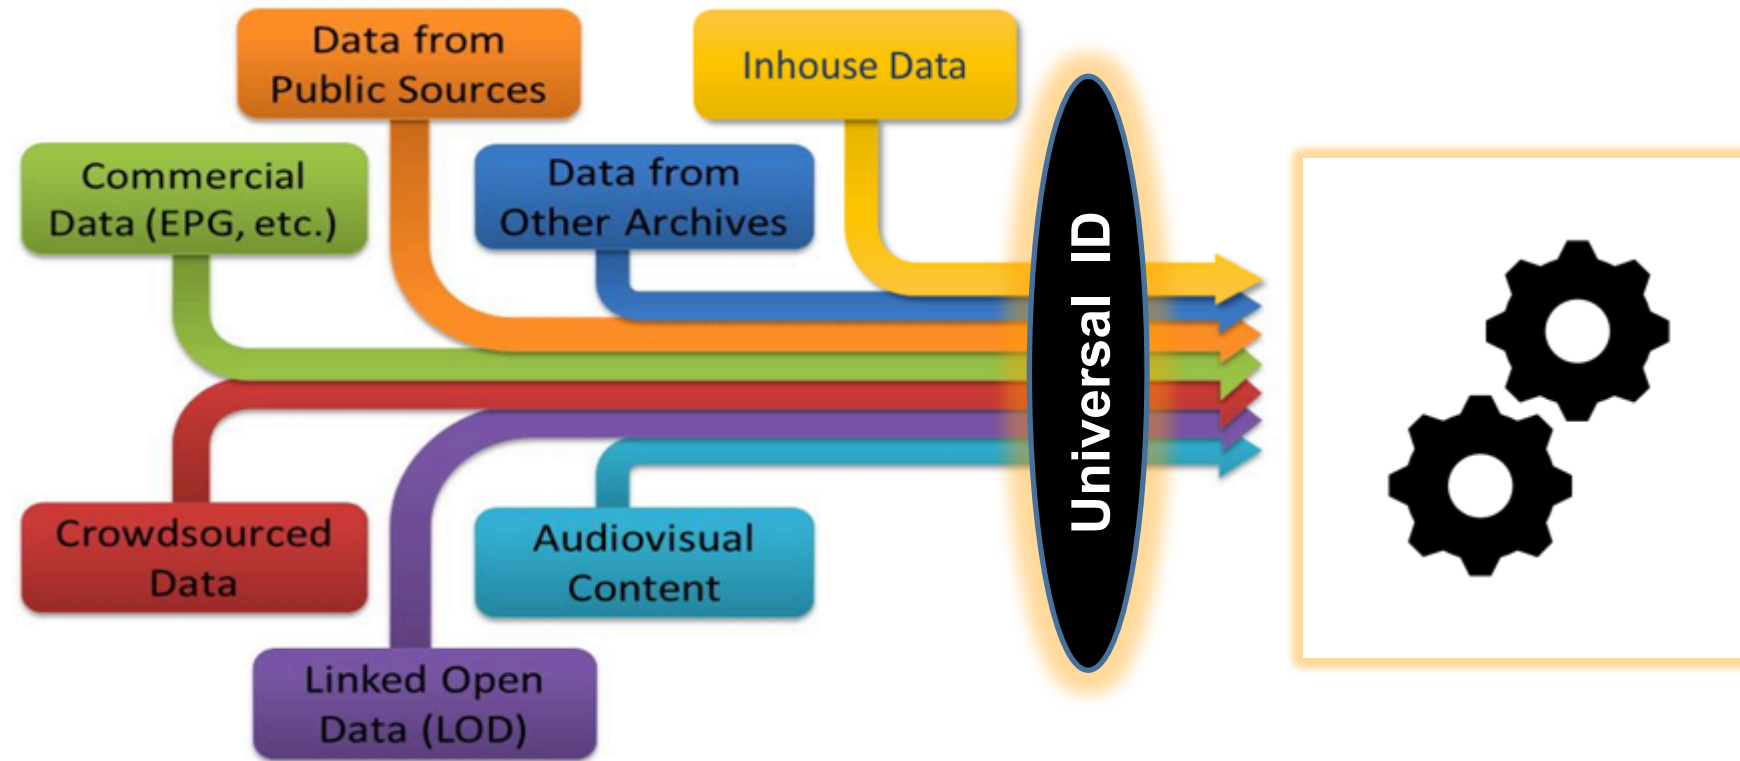 Data from
Public Sources
Inhouse Data
Commercial
Data (EPG, etc.)
Data from
Other Archives
Universal ID
Crowdsourced
Data
Audiovisual
Content
Linked Open
Data (LOD)